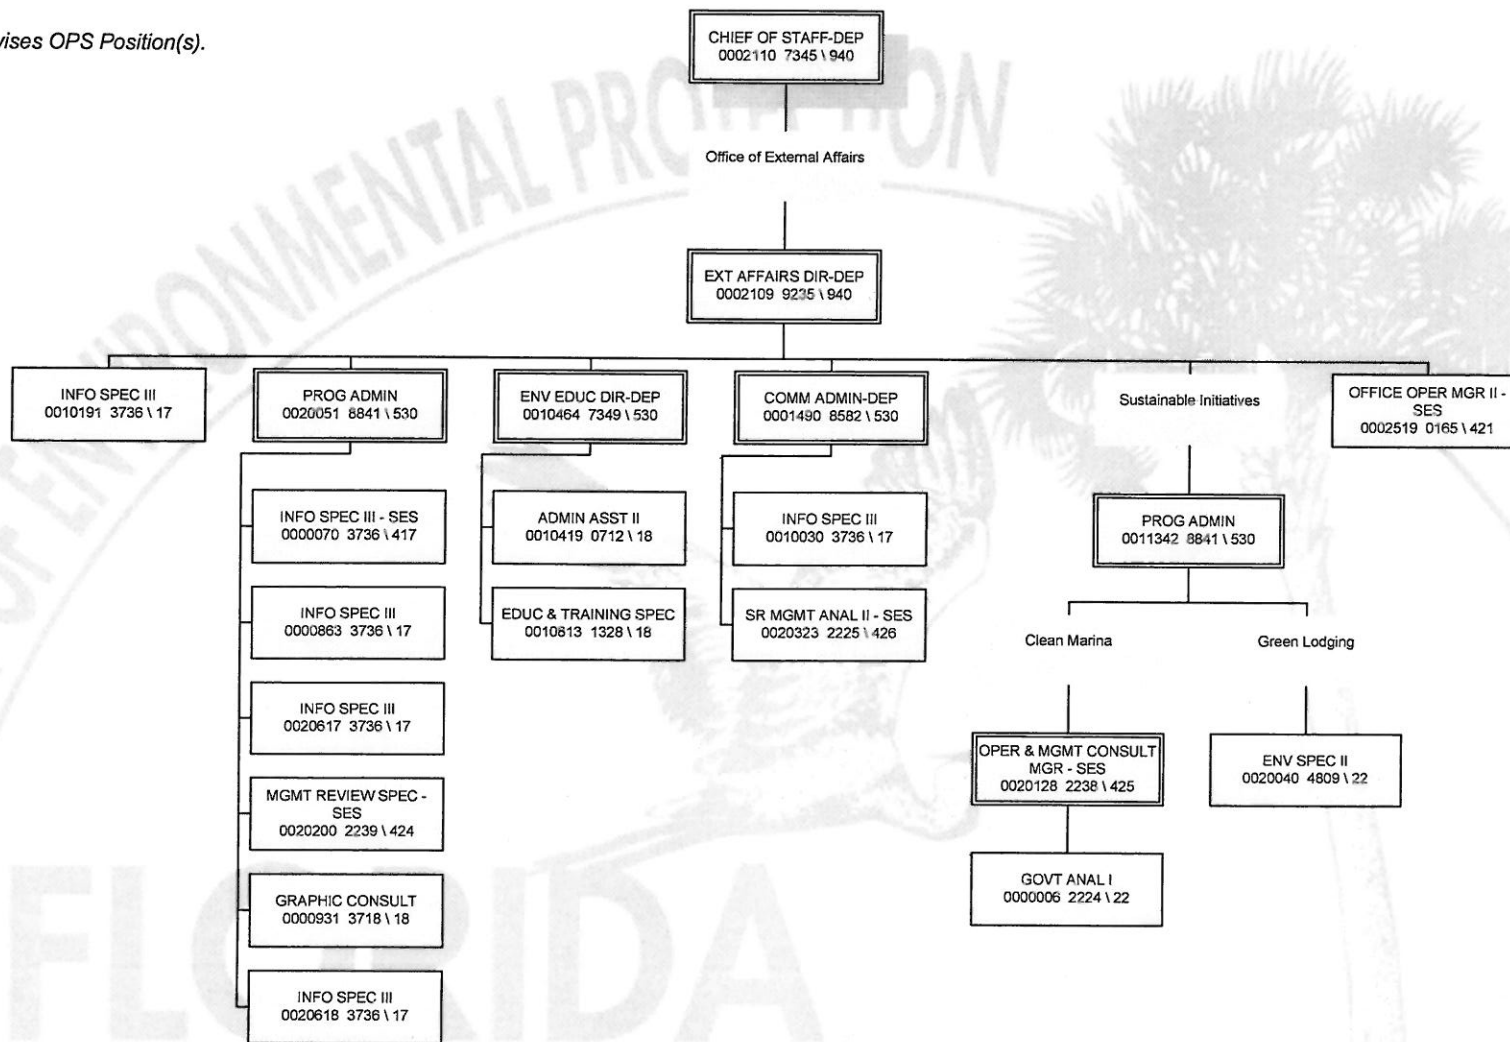 vises OPS Position(s).
CHIEF OF STAFF-DEP
0002110 7345 \ 940
Office of External Affairs
EXT AFFAIRS DIR-DEP
0002109 9235 \ 940
INFO SPEC III
0010191 3736 \ 17
PROG ADMIN
0020051 8841 \ 530
ENV EDUC DIR-DEP
0010464 7349 \ 530
COMM ADMIN-DEP
0001490 8582 \ 530
Sustainable Initiatives
OFFICE OPER MGR II -
SES
0002519 0165 \ 421
INFO SPEC III - SES
0000070 3736 \ 417
INFO SPEC III
0000863 3736 \ 17
INFO SPEC III
0020617 3736 \ 17
MGMT REVIEW SPEC -
SES
0020200 2239 \ 424
GRAPHIC CONSULT
0000931 3718 \ 18
INFO SPEC III
0020618 3736 \ 17
ADMIN ASST II
0010419 0712 \ 18
EDUC & TRAINING SPEC
0010813 1328 \ 18
INFO SPEC III
0010030 3736 \ 17
SR MGMT ANAL II - SES
0020323 2225 \ 426
PROG ADMIN
0011342 8841 \ 530
Clean Marina
Green Lodging
OPER & MGMT CONSULT
MGR - SES
0020128 2238 \ 425
ENV SPEC II
0020040 4809 \ 22
GOVT ANAL I
0000006 2224 \ 22
OF ENVIRONMENTAL PROTECTION
FLORIDA